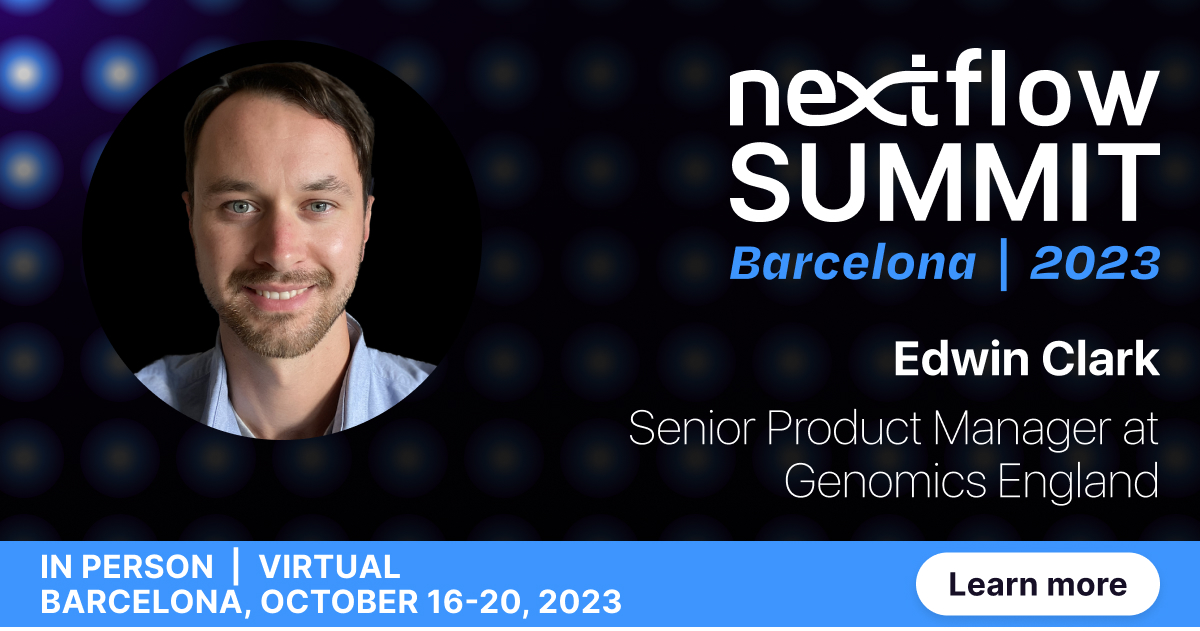 nextflow
SUMMIT
Barcelona | 2023
Edwin Clark
Senior Product Manager at
Genomics England
IN PERSON | VIRTUAL
BARCELONA, OCTOBER 16-20, 2023
Learn more